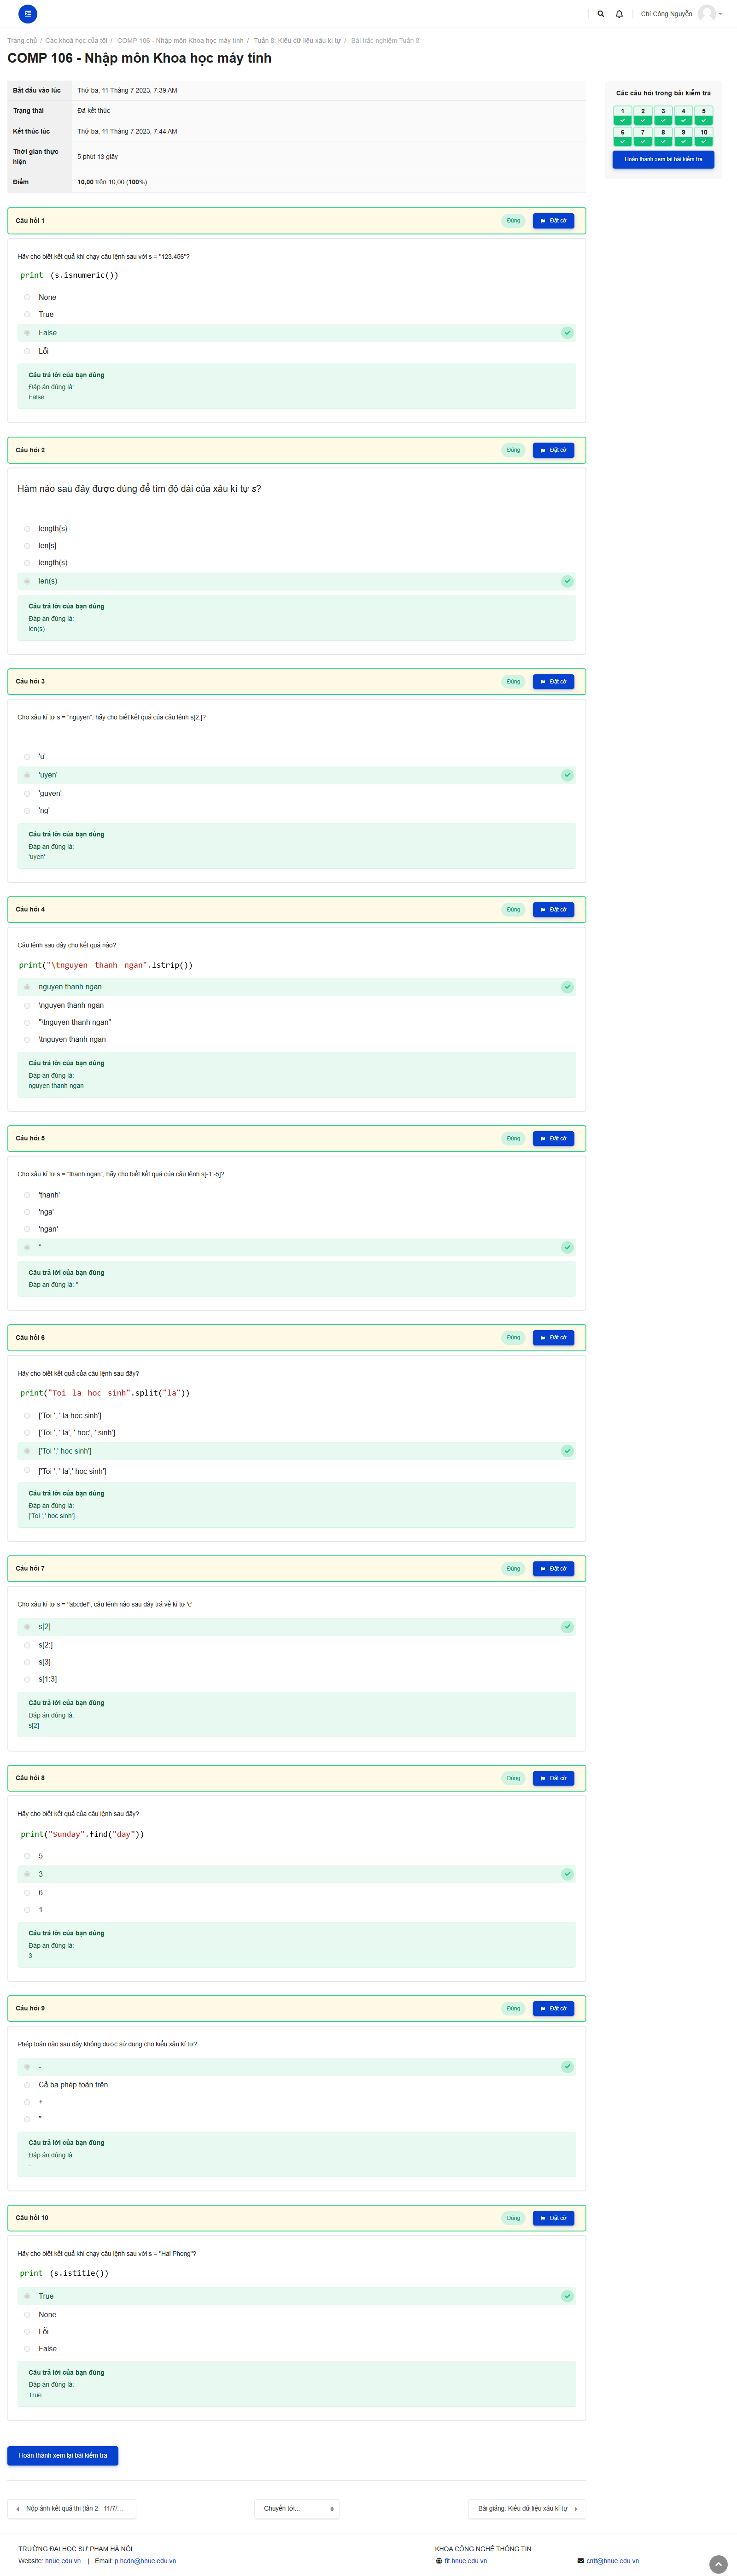 Chí Công Nguyễn
Trang chủ / Các khoá học của tôi / COMP 106 - Nhập môn Khoa học máy tính / Tuần 8: Kiểu dữ liệu xâu kí tự / Bài trắc nghiệm Tuần 8
COMP 106 - Nhập môn Khoa học máy tính
Bắt đầu vào lúc Thứ ba, 11 Tháng 7 2023, 7:39 AM
Trạng thái Đã kết thúc
Kết thúc lúc Thứ ba, 11 Tháng 7 2023, 7:44 AM
Thời gian thực hiện 5 phút 13 giây
Điểm 10,00 trên 10,00 (100%)
Các câu hỏi trong bài kiểm tra
1 2 3 4 5
6 7 8 9 10
Hoàn thành xem lại bài kiểm tra
Câu hỏi 1 Đúng Đặt cờ
Hãy cho biết kết quả khi chạy câu lệnh sau với s = "123.456"?
print (s.isnumeric())
None
True
False
Lỗi
Câu trả lời của bạn đúng
Đáp án đúng là:
False
Câu hỏi 2 Đúng Đặt cờ
Hàm nào sau đây được dùng để tìm độ dài của xâu kí tự s?
length{s}
len[s]
length(s)
len(s)
Câu trả lời của bạn đúng
Đáp án đúng là:
len(s)
Câu hỏi 3 Đúng Đặt cờ
Cho xâu kí tự s = “nguyen”, hãy cho biết kết quả của câu lệnh s[2:]?
'u'
'uyen'
'guyen'
'ng'
Câu trả lời của bạn đúng
Đáp án đúng là:
'uyen'
Câu hỏi 4 Đúng Đặt cờ
Câu lệnh sau đây cho kết quả nào?
print("\tnguyen thanh ngan".lstrip())
nguyen thanh ngan
\nguyen thanh ngan
"\tnguyen thanh ngan"
\tnguyen thanh ngan
Câu trả lời của bạn đúng
Đáp án đúng là:
nguyen thanh ngan
Câu hỏi 5 Đúng Đặt cờ
Cho xâu kí tự s = “thanh ngan”, hãy cho biết kết quả của câu lệnh s[-1:-5]?
'thanh'
'nga'
'ngan'
''
Câu trả lời của bạn đúng
Đáp án đúng là: ''
Câu hỏi 6 Đúng Đặt cờ
Hãy cho biết kết quả của câu lệnh sau đây?
print("Toi la hoc sinh".split("la"))
['Toi ', ' la hoc sinh']
['Toi ', ' la', ' hoc', ' sinh']
['Toi ',' hoc sinh']
['Toi ', ' la',' hoc sinh']
Câu trả lời của bạn đúng
Đáp án đúng là:
['Toi ',' hoc sinh']
Câu hỏi 7 Đúng Đặt cờ
Cho xâu kí tự s = "abcdef", câu lệnh nào sau đây trả về kí tự 'c'
s[2]
s[2:]
s[3]
s[1:3]
Câu trả lời của bạn đúng
Đáp án đúng là:
s[2]
Câu hỏi 8 Đúng Đặt cờ
Hãy cho biết kết quả của câu lệnh sau đây?
print("Sunday".find("day"))
5
3
6
1
Câu trả lời của bạn đúng
Đáp án đúng là:
3
Câu hỏi 9 Đúng Đặt cờ
Phép toán nào sau đây không được sử dụng cho kiểu xâu kí tự?
-
Cả ba phép toán trên
+
*
Câu trả lời của bạn đúng
Đáp án đúng là:
-
Câu hỏi 10 Đúng Đặt cờ
Hãy cho biết kết quả khi chạy câu lệnh sau với s = "Hai Phong"?
print (s.istitle())
True
None
Lỗi
False
Câu trả lời của bạn đúng
Đáp án đúng là:
True
Hoàn thành xem lại bài kiểm tra
Nộp ảnh kết quả thi (lần 2 - 11/7/... Chuyển tới... Bài giảng: Kiểu dữ liệu xâu kí tự
TRƯỜNG ĐẠI HỌC SƯ PHẠM HÀ NỘI KHOA CÔNG NGHỆ THÔNG TIN
Website: hnue.edu.vn | Email: p.hcdn@hnue.edu.vn fit.hnue.edu.vn cntt@hnue.edu.vn